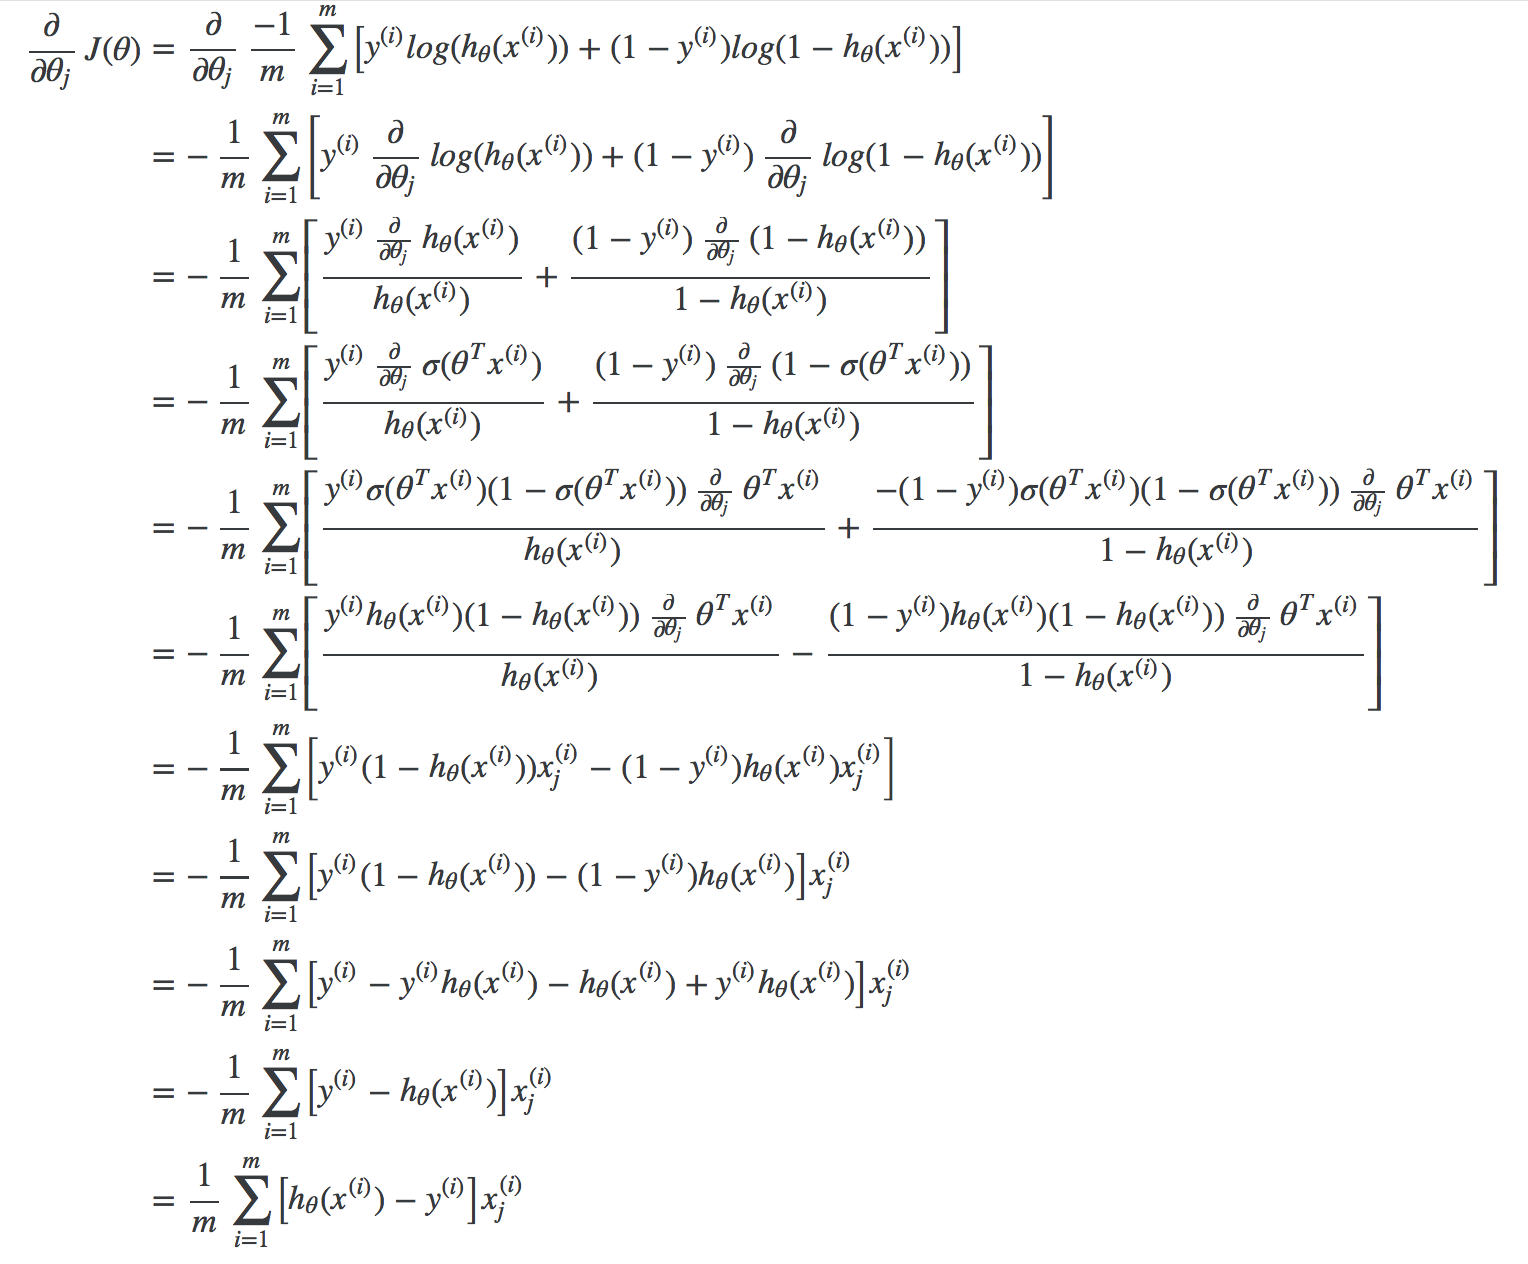 ∂/∂θ_j J(θ) = ∂/∂θ_j −1/m ∑_{i=1}^{m} [y^{(i)} log(h_θ(x^{(i)})) + (1 − y^{(i)})log(1 − h_θ(x^{(i)}))]
= − 1/m ∑_{i=1}^{m} [y^{(i)} ∂/∂θ_j log(h_θ(x^{(i)})) + (1 − y^{(i)}) ∂/∂θ_j log(1 − h_θ(x^{(i)}))]
= − 1/m ∑_{i=1}^{m} [(y^{(i)} ∂/∂θ_j h_θ(x^{(i)})) / (h_θ(x^{(i)})) + ((1 − y^{(i)}) ∂/∂θ_j (1 − h_θ(x^{(i)}))) / (1 − h_θ(x^{(i)}))]
= − 1/m ∑_{i=1}^{m} [(y^{(i)} ∂/∂θ_j σ(θ^T x^{(i)})) / (h_θ(x^{(i)})) + ((1 − y^{(i)}) ∂/∂θ_j (1 − σ(θ^T x^{(i)}))) / (1 − h_θ(x^{(i)}))]
= − 1/m ∑_{i=1}^{m} [(y^{(i)} σ(θ^T x^{(i)})(1 − σ(θ^T x^{(i)})) ∂/∂θ_j θ^T x^{(i)}) / (h_θ(x^{(i)})) + (−(1 − y^{(i)})σ(θ^T x^{(i)})(1 − σ(θ^T x^{(i)})) ∂/∂θ_j θ^T x^{(i)}) / (1 − h_θ(x^{(i)}))]
= − 1/m ∑_{i=1}^{m} [(y^{(i)} h_θ(x^{(i)})(1 − h_θ(x^{(i)})) ∂/∂θ_j θ^T x^{(i)}) / (h_θ(x^{(i)})) − ((1 − y^{(i)})h_θ(x^{(i)})(1 − h_θ(x^{(i)})) ∂/∂θ_j θ^T x^{(i)}) / (1 − h_θ(x^{(i)}))]
= − 1/m ∑_{i=1}^{m} [y^{(i)} (1 − h_θ(x^{(i)}))x_j^{(i)} − (1 − y^{(i)})h_θ(x^{(i)})x_j^{(i)}]
= − 1/m ∑_{i=1}^{m} [y^{(i)} (1 − h_θ(x^{(i)})) − (1 − y^{(i)})h_θ(x^{(i)})]x_j^{(i)}
= − 1/m ∑_{i=1}^{m} [y^{(i)} − y^{(i)} h_θ(x^{(i)}) − h_θ(x^{(i)}) + y^{(i)} h_θ(x^{(i)})]x_j^{(i)}
= − 1/m ∑_{i=1}^{m} [y^{(i)} − h_θ(x^{(i)})]x_j^{(i)}
= 1/m ∑_{i=1}^{m} [h_θ(x^{(i)}) − y^{(i)}]x_j^{(i)}